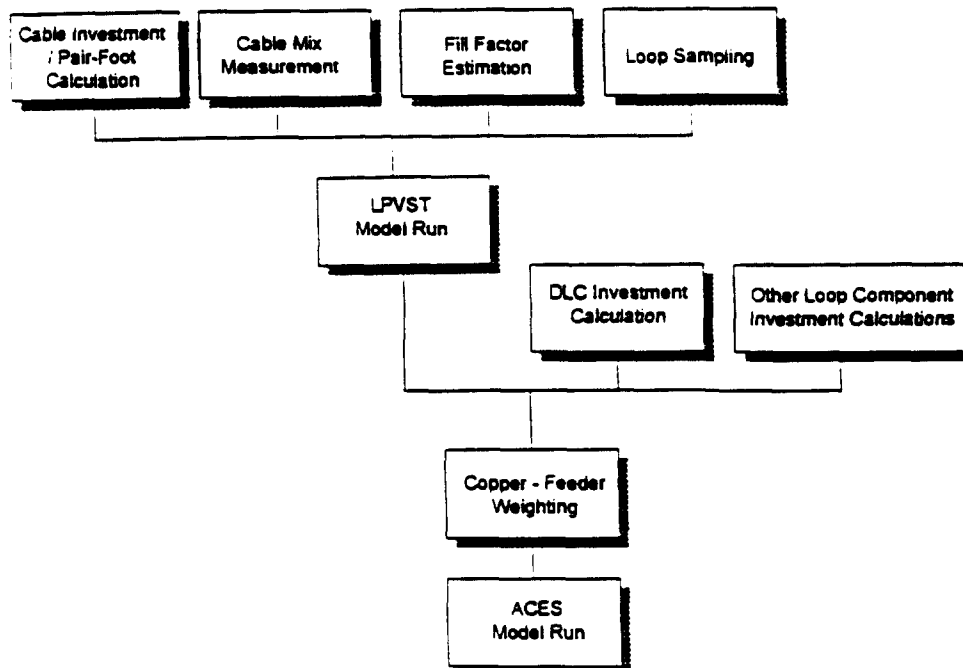 Cable Investment
/ Pair-Foot
Calculation
Cable Mix
Measurement
Fill Factor
Estimation
Loop Sampling
LPVST
Model Run
DLC Investment
Calculation
Other Loop Component
Investment Calculations
Copper - Feeder
Weighting
ACES
Model Run